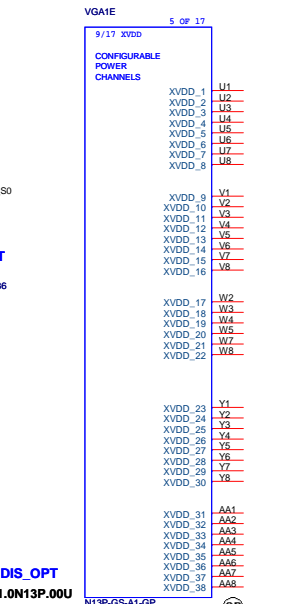 VGA1E
5 OF 17
9/17 XVDD
CONFIGURABLE
POWER
CHANNELS
XVDD_1 U1
XVDD_2 U2
XVDD_3 U3
XVDD_4 U4
XVDD_5 U5
XVDD_6 U6
XVDD_7 U7
XVDD_8 U8
S0
XVDD_9 V1
XVDD_10 V2
XVDD_11 V3
XVDD_12 V4
XVDD_13 V5
XVDD_14 V6
XVDD_15 V7
XVDD_16 V8
XVDD_17 W2
XVDD_18 W3
XVDD_19 W4
XVDD_20 W5
XVDD_21 W7
XVDD_22 W8
XVDD_23 Y1
XVDD_24 Y2
XVDD_25 Y3
XVDD_26 Y4
XVDD_27 Y5
XVDD_28 Y6
XVDD_29 Y7
XVDD_30 Y8
XVDD_31 AA1
XVDD_32 AA2
XVDD_33 AA3
XVDD_34 AA4
XVDD_35 AA5
XVDD_36 AA6
XVDD_37 AA7
XVDD_38 AA8
DIS_OPT
1.0N13P.00U
N13P-GS-A1-GP